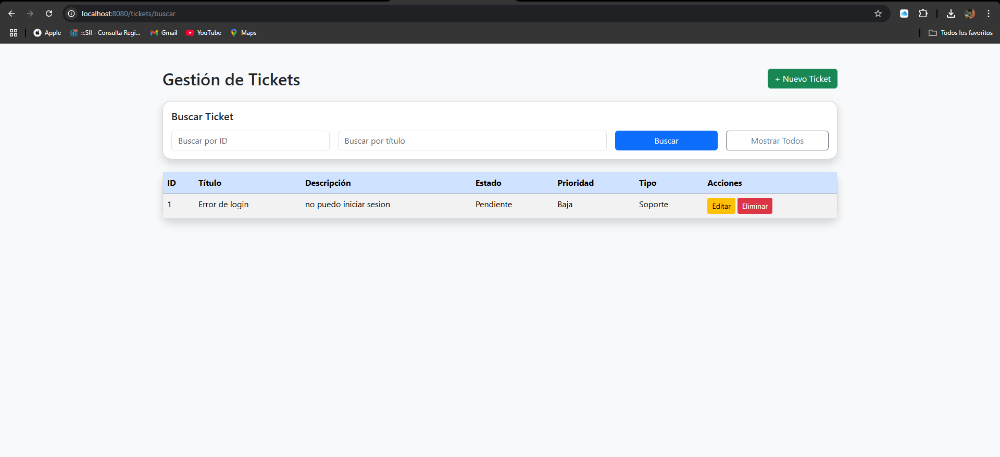 localhost:8080/tickets/buscar
Apple
::.SII - Consulta Regi...
Gmail
YouTube
Maps
Todos los favoritos
Gestión de Tickets
+ Nuevo Ticket
Buscar Ticket
Buscar por ID
Buscar por título
Buscar
Mostrar Todos
ID Título Descripción Estado Prioridad Tipo Acciones
1 Error de login no puedo iniciar sesion Pendiente Baja Soporte Editar Eliminar